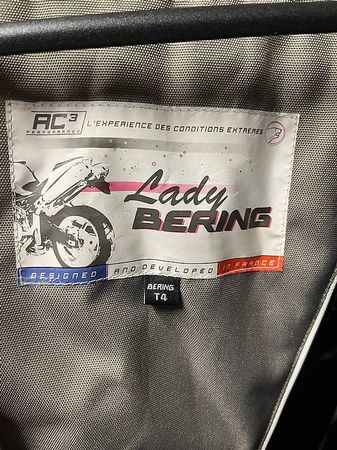 AC3
PERFORMANCE
L'EXPERIENCE DES CONDITIONS EXTREMES
Lady
BERING
DESIGNED AND DEVELOPED IN FRANCE
BERING
T4